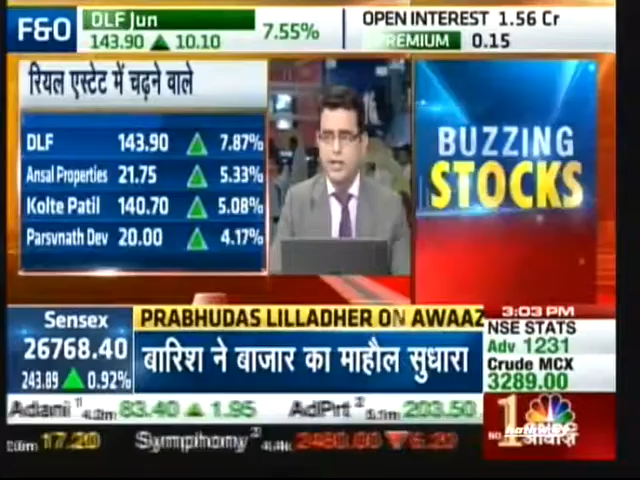 F&O
DLF Jun
143.90 ▲ 10.10
7.55%
OPEN INTEREST 1.56 Cr
PREMIUM 0.15
रियल एस्टेट में चढ़ने वाले
DLF 143.90 ▲ 7.87%
Ansal Properties 21.75 ▲ 5.33%
Kolte Patil 140.70 ▲ 5.08%
Parsvnath Dev 20.00 ▲ 4.17%
BUZZING
STOCKS
Sensex
26768.40
243.89 ▲ 0.92%
PRABHUDAS LILLADHER ON AWAAZ
बारिश ने बाजार का माहौल सुधारा
3:03 PM
NSE STATS
Adv 1231
Crude MCX
3289.00
Adani 83.40 ▲ 1.95 AdPrt 203.50
17.20 Symphony
NO 1
आवाज़